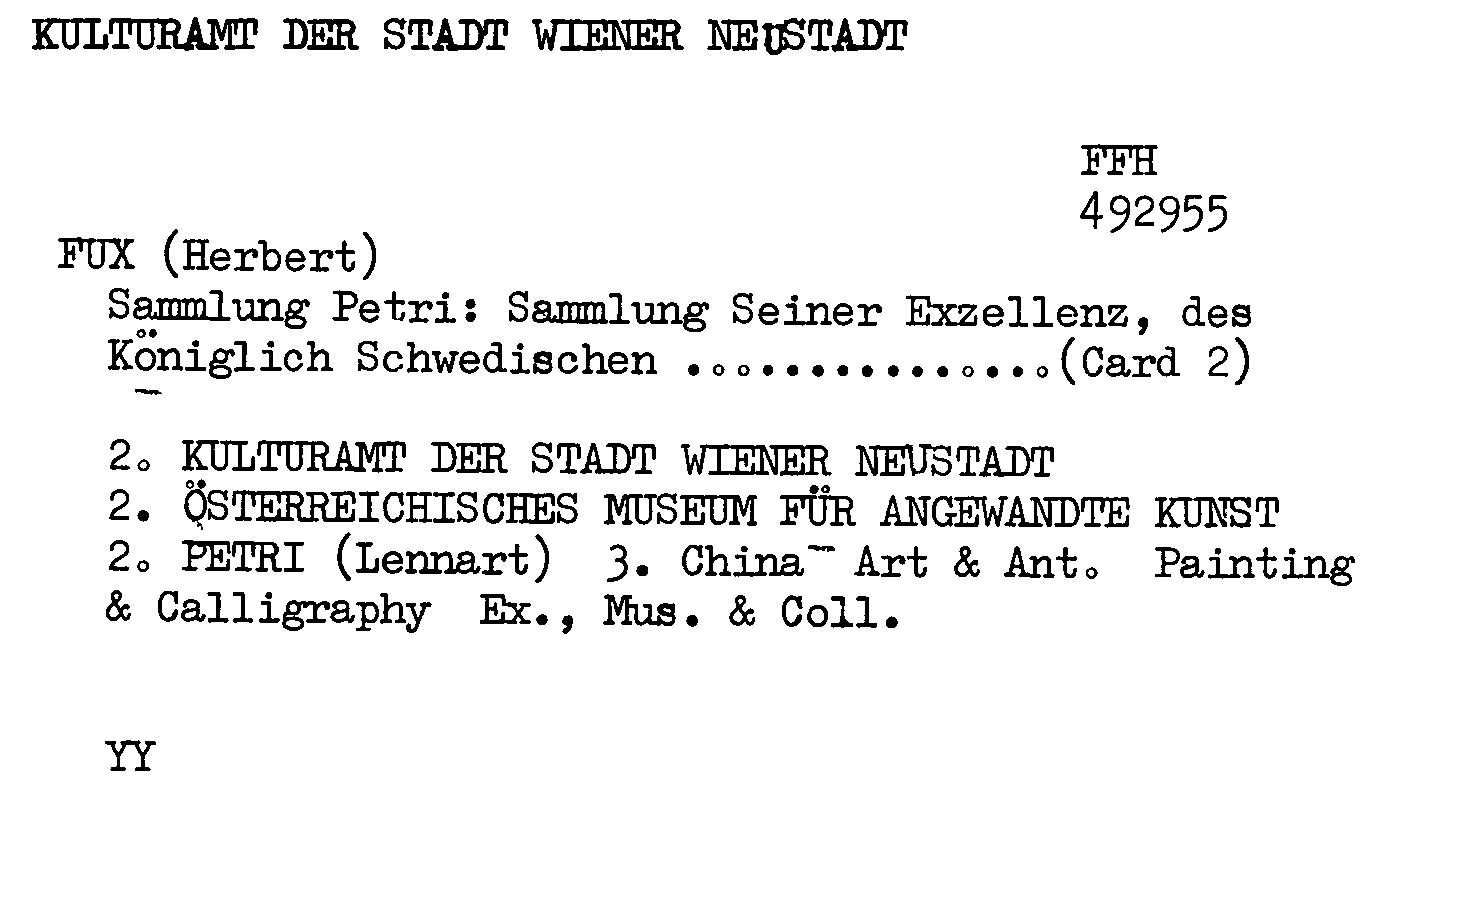 KULTURAMT DER STADT WIENER NEUSTADT
FFH
492955
FUX (Herbert)
Sammlung Petri: Sammlung Seiner Exzellenz, des
Königlich Schwedischen ...............(Card 2)
2. KULTURAMT DER STADT WIENER NEUSTADT
2. ÖSTERREICHISCHES MUSEUM FÜR ANGEWANDTE KUNST
2. PETRI (Lennart) 3. China- Art & Ant. Painting
& Calligraphy Ex., Mus. & Coll.
YY